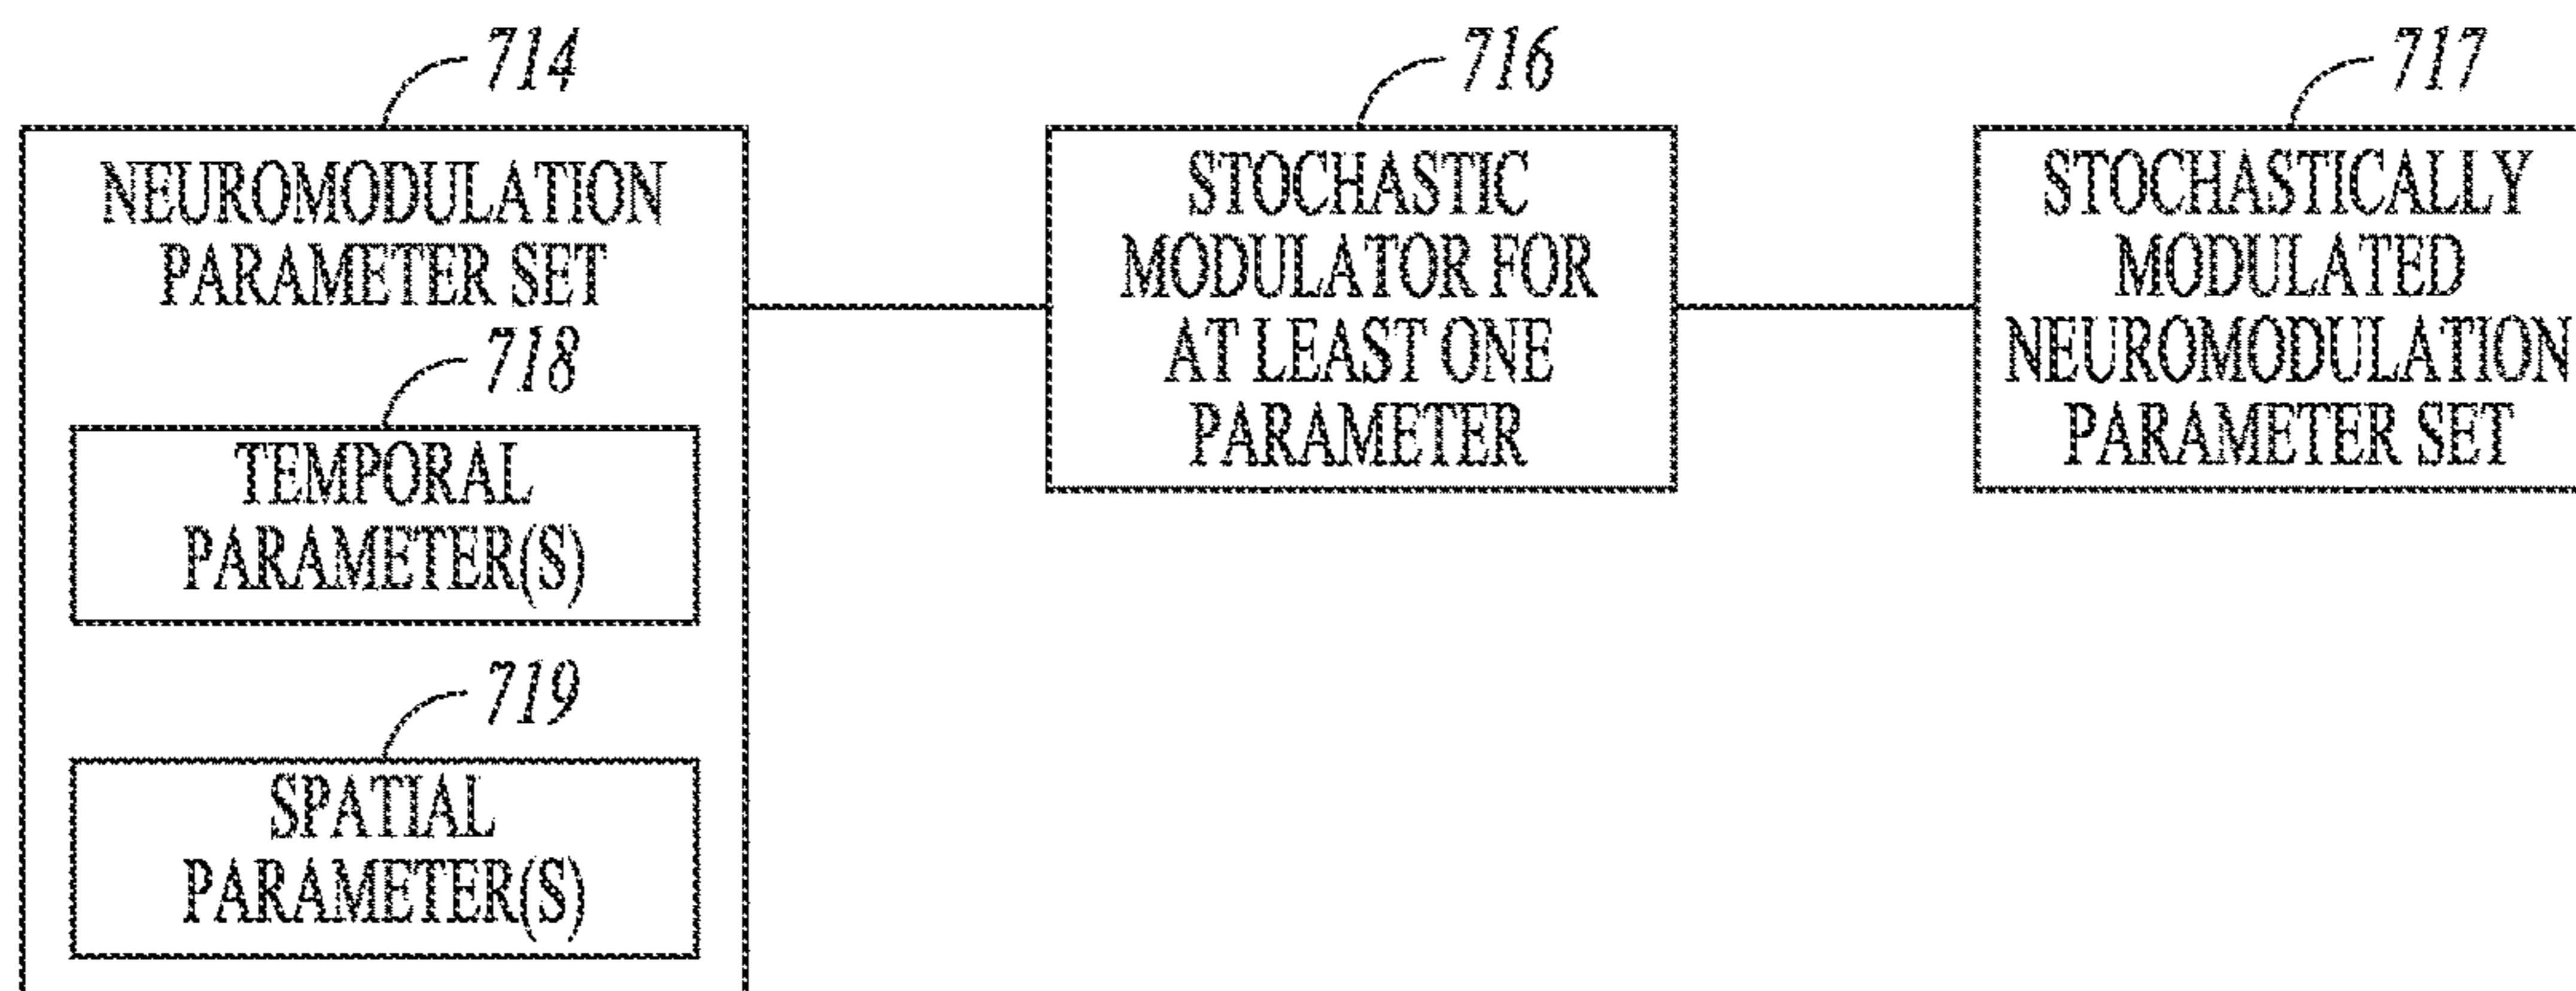 714
NEUROMODULATION
PARAMETER SET
718
TEMPORAL
PARAMETER(S)
719
SPATIAL
PARAMETER(S)
716
STOCHASTIC
MODULATOR FOR
AT LEAST ONE
PARAMETER
717
STOCHASTICALLY
MODULATED
NEUROMODULATION
PARAMETER SET